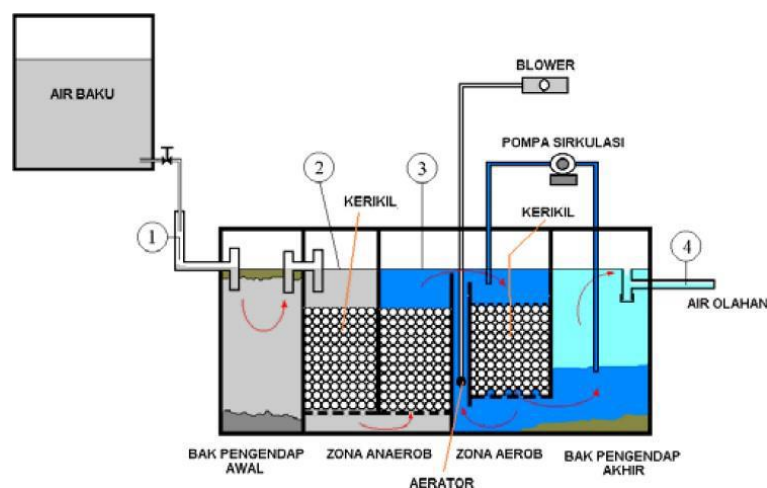 AIR BAKU
BLOWER
POMPA SIRKULASI
1
2
3
KERIKIL
KERIKIL
4
AIR OLAHAN
BAK PENGENDAP
AWAL
ZONA ANAEROB
AERATOR
ZONA AEROB
BAK PENGENDAP
AKHIR